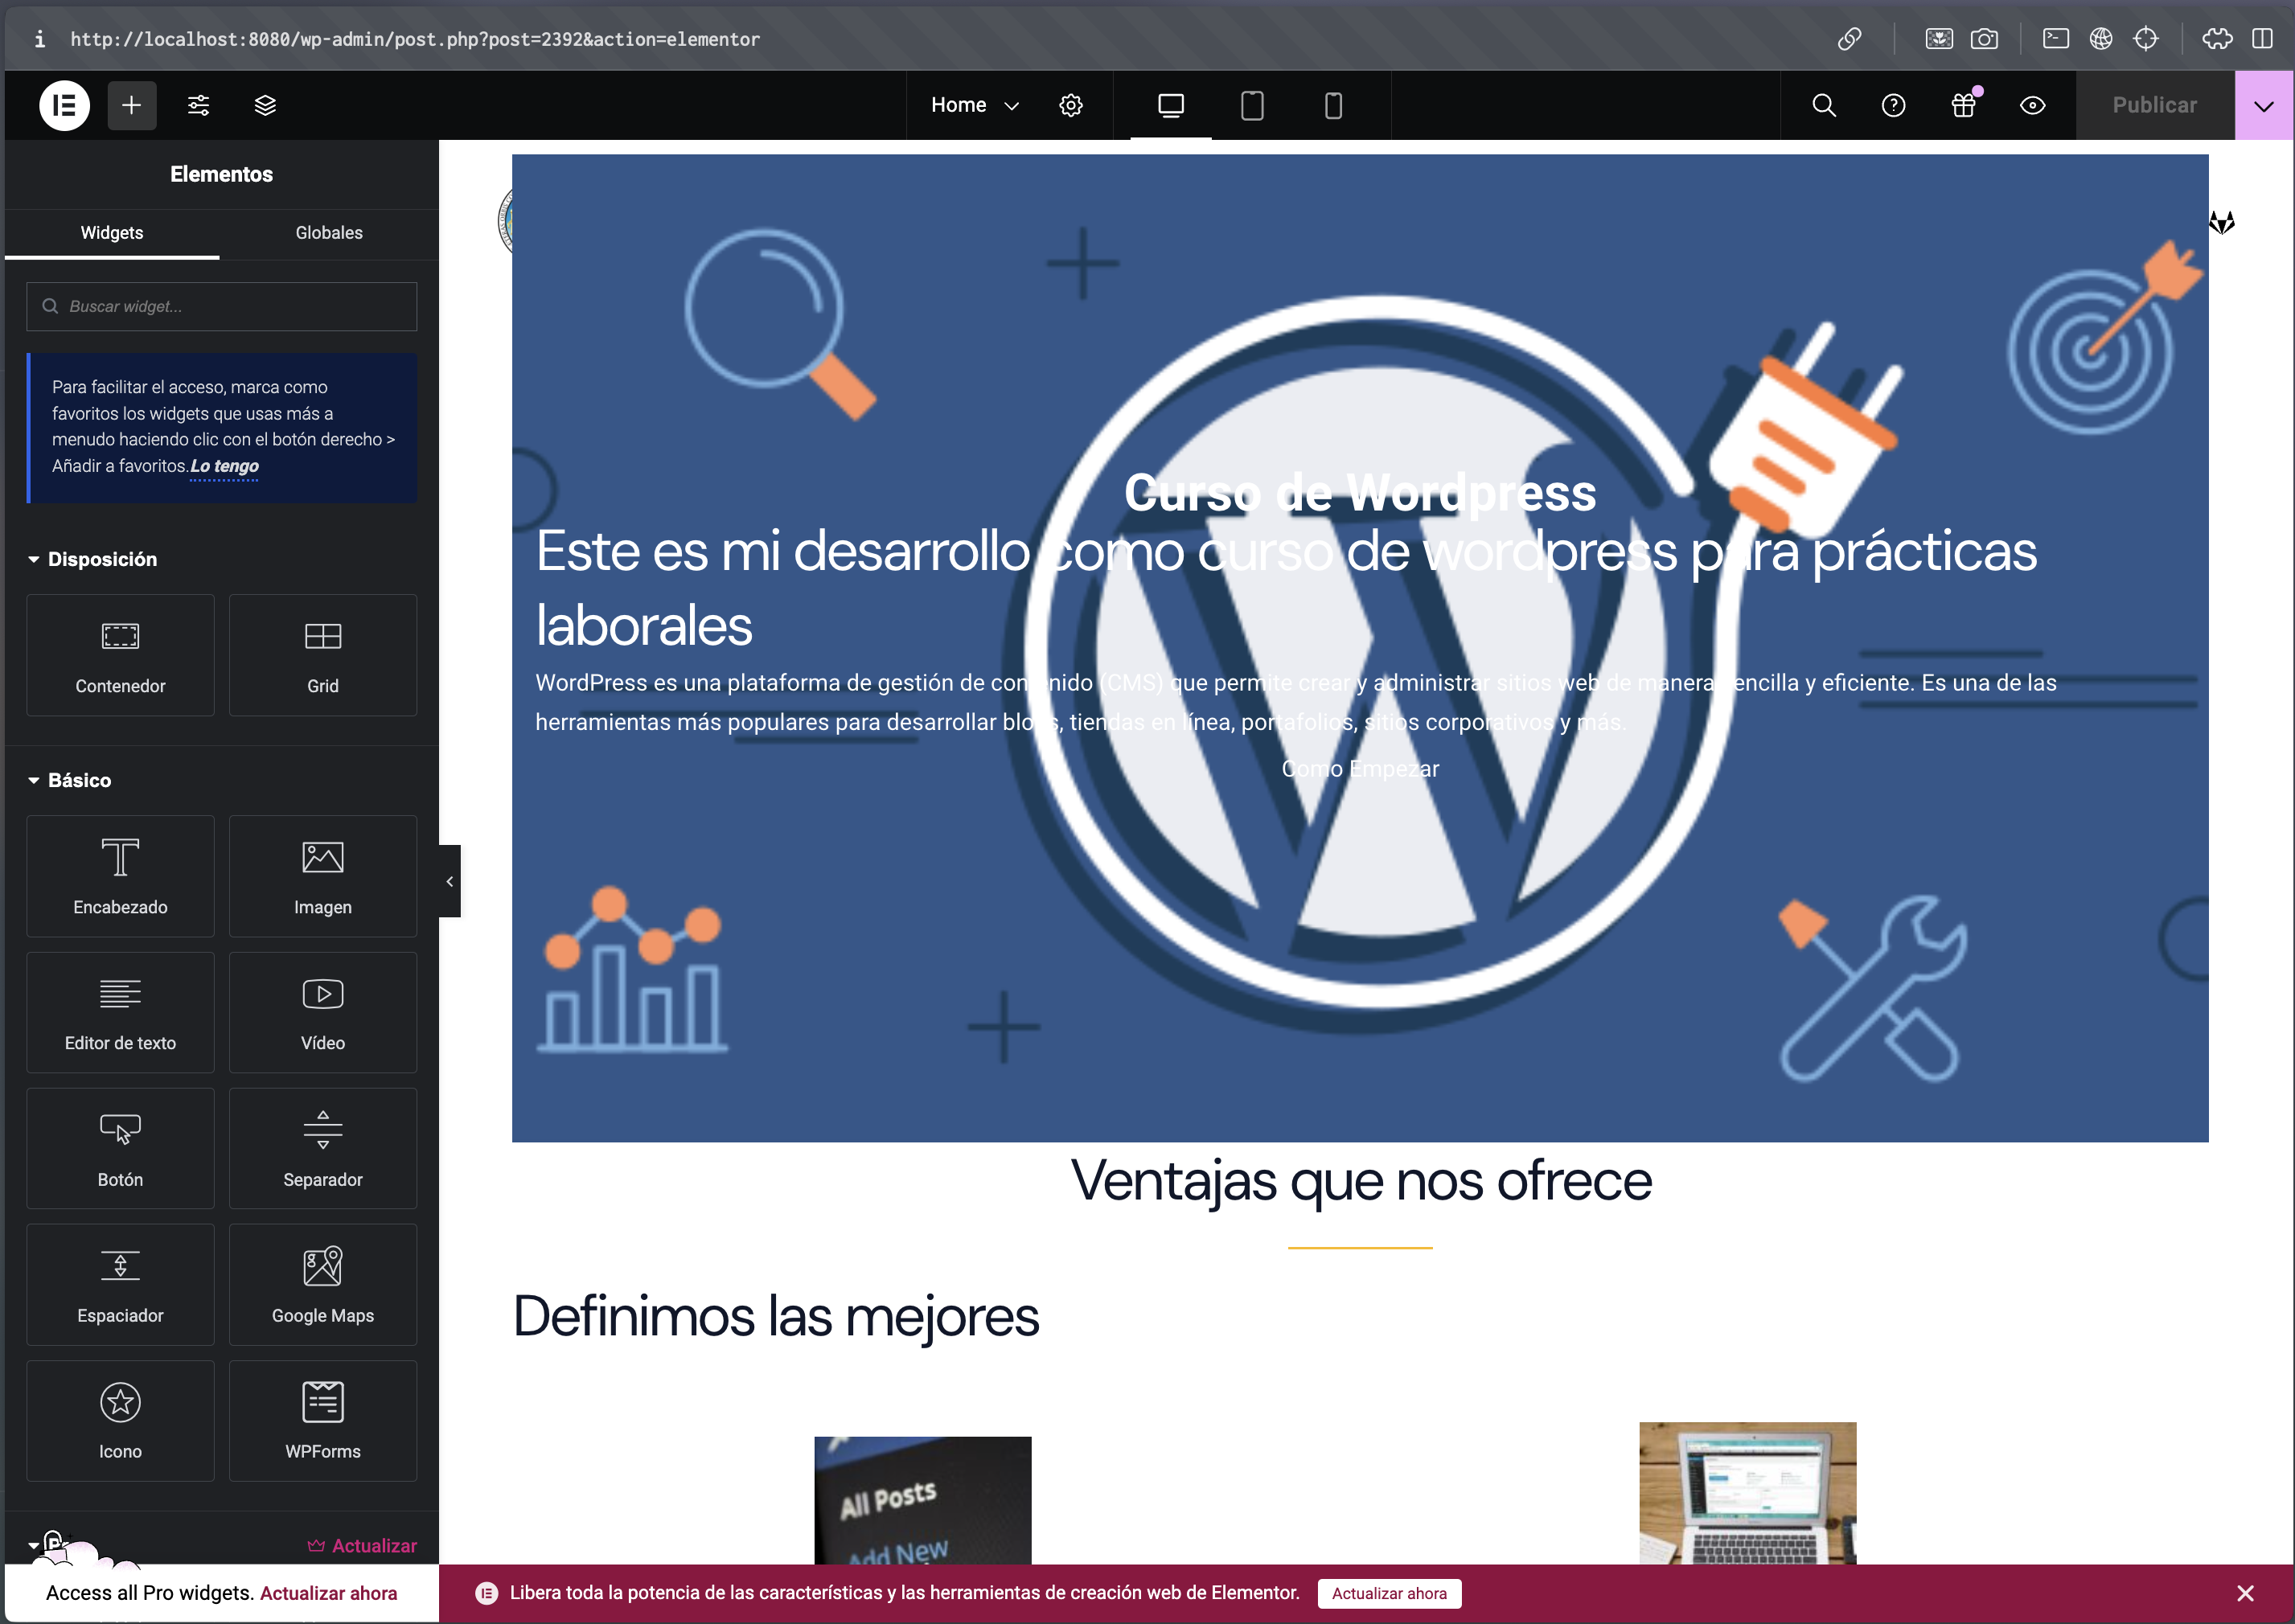 http://localhost:8080/wp-admin/post.php?post=2392&action=elementor
Home
Publicar
Elementos
Widgets
Globales
Buscar widget...
Para facilitar el acceso, marca como
favoritos los widgets que usas más a
menudo haciendo clic con el botón derecho >
Añadir a favoritos.Lo tengo
Disposición
Contenedor
Grid
Básico
Encabezado
Imagen
Editor de texto
Vídeo
Botón
Separador
Espaciador
Google Maps
Icono
WPForms
Actualizar
Access all Pro widgets. Actualizar ahora
Curso de Wordpress
Este es mi desarrollo como curso de wordpress para prácticas
laborales
WordPress es una plataforma de gestión de contenido (CMS) que permite crear y administrar sitios web de manera sencilla y eficiente. Es una de las
herramientas más populares para desarrollar blogs, tiendas en línea, portafolios, sitios corporativos y más.
Como Empezar
Ventajas que nos ofrece
Definimos las mejores
All Posts
Add New
Libera toda la potencia de las características y las herramientas de creación web de Elementor.
Actualizar ahora